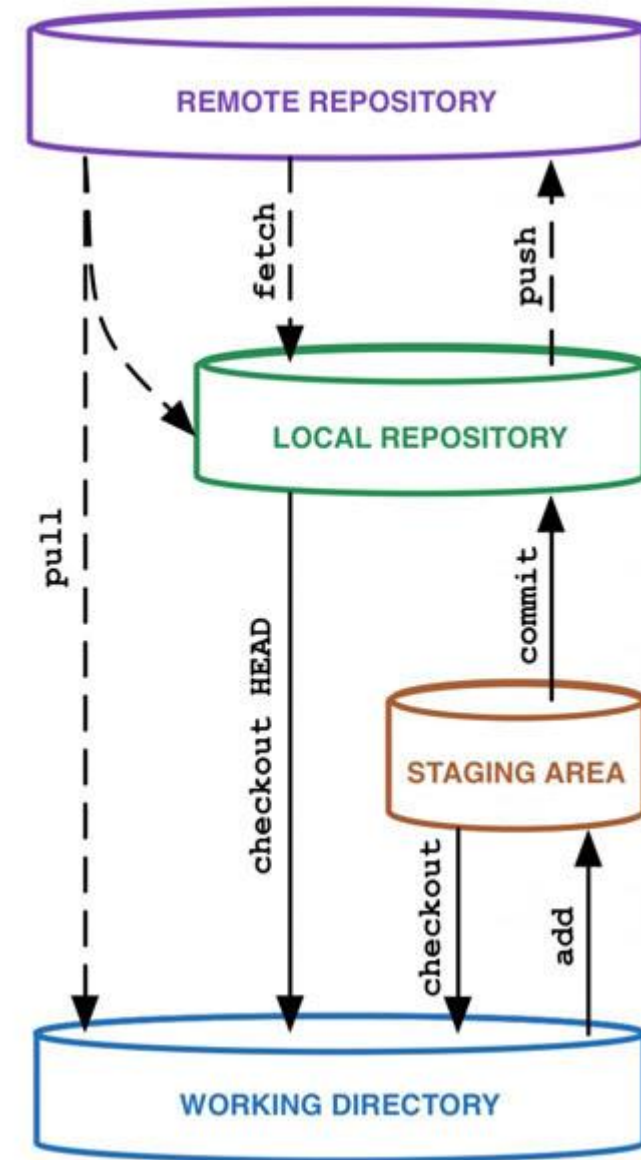 REMOTE REPOSITORY
fetch
push
LOCAL REPOSITORY
pull
checkout HEAD
commit
STAGING AREA
checkout
add
WORKING DIRECTORY